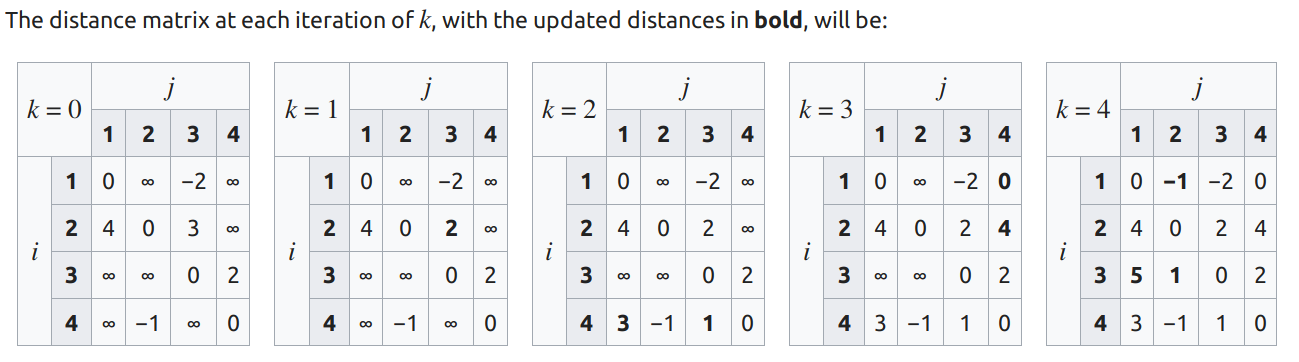 The distance matrix at each iteration of k, with the updated distances in bold, will be:
k = 0 j k = 1 j k = 2 j k = 3 j k = 4 j
1 2 3 4 1 2 3 4 1 2 3 4 1 2 3 4 1 2 3 4
1 0 ∞ −2 ∞ 1 0 ∞ −2 ∞ 1 0 ∞ −2 ∞ 1 0 ∞ −2 0 1 0 −1 −2 0
2 4 0 3 ∞ 2 4 0 2 ∞ 2 4 0 2 ∞ 2 4 0 2 4 2 4 0 2 4
i i i i i
3 ∞ ∞ 0 2 3 ∞ ∞ 0 2 3 ∞ ∞ 0 2 3 ∞ ∞ 0 2 3 5 1 0 2
4 ∞ −1 ∞ 0 4 ∞ −1 ∞ 0 4 3 −1 1 0 4 3 −1 1 0 4 3 −1 1 0